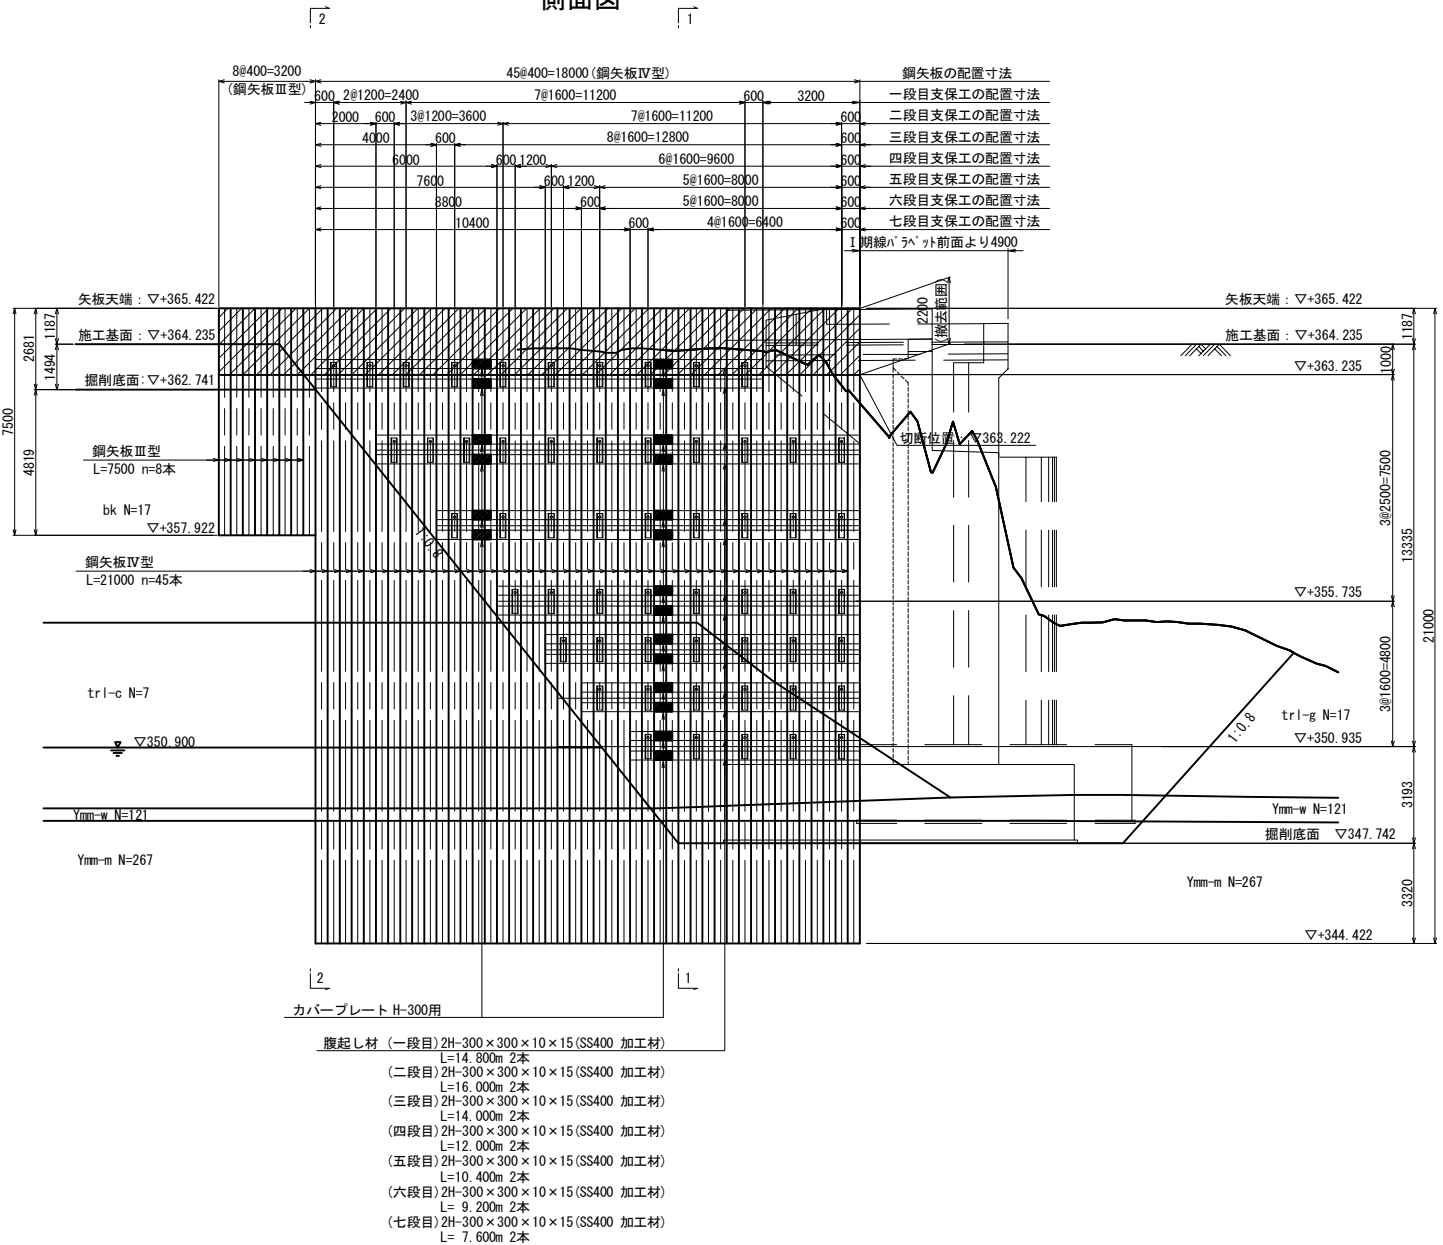 側面図
2
1
8@400=3200
(鋼矢板Ⅲ型)
45@400=18000(鋼矢板Ⅳ型)
鋼矢板の配置寸法
600
2@1200=2400
7@1600=11200
600
3200
一段目支保工の配置寸法
2000
600
3@1200=3600
7@1600=11200
600
二段目支保工の配置寸法
4000
600
8@1600=12800
600
三段目支保工の配置寸法
6000
600
1200
6@1600=9600
600
四段目支保工の配置寸法
7600
600
1200
5@1600=8000
600
五段目支保工の配置寸法
8800
600
5@1600=8000
600
六段目支保工の配置寸法
10400
600
4@1600=6400
600
七段目支保工の配置寸法
Ⅰ期線パラペット前面より4900
2200
(撤去範囲)
矢板天端：▽+365.422
施工基面：▽+364.235
掘削底面：▽+362.741
1187
1494
2681
4819
7500
鋼矢板Ⅲ型
L=7500 n=8本
bk N=17
▽+357.922
鋼矢板Ⅳ型
L=21000 n=45本
1:0.8
trl-c N=7
▽350.900
Ymm-w N=121
Ymm-m N=267
矢板天端：▽+365.422
施工基面：▽+364.235
▽+363.235
切断位置：▽363.222
▽+355.735
trl-g N=17
▽+350.935
1:0.8
Ymm-w N=121
掘削底面 ▽347.742
Ymm-m N=267
▽+344.422
1187
1000
3@2500=7500
13335
3@1600=4800
3193
3320
21000
2
1
カバープレート H-300用
腹起し材 (一段目)2H-300×300×10×15(SS400 加工材)
L=14.800m 2本
(二段目)2H-300×300×10×15(SS400 加工材)
L=16.000m 2本
(三段目)2H-300×300×10×15(SS400 加工材)
L=14.000m 2本
(四段目)2H-300×300×10×15(SS400 加工材)
L=12.000m 2本
(五段目)2H-300×300×10×15(SS400 加工材)
L=10.400m 2本
(六段目)2H-300×300×10×15(SS400 加工材)
L= 9.200m 2本
(七段目)2H-300×300×10×15(SS400 加工材)
L= 7.600m 2本